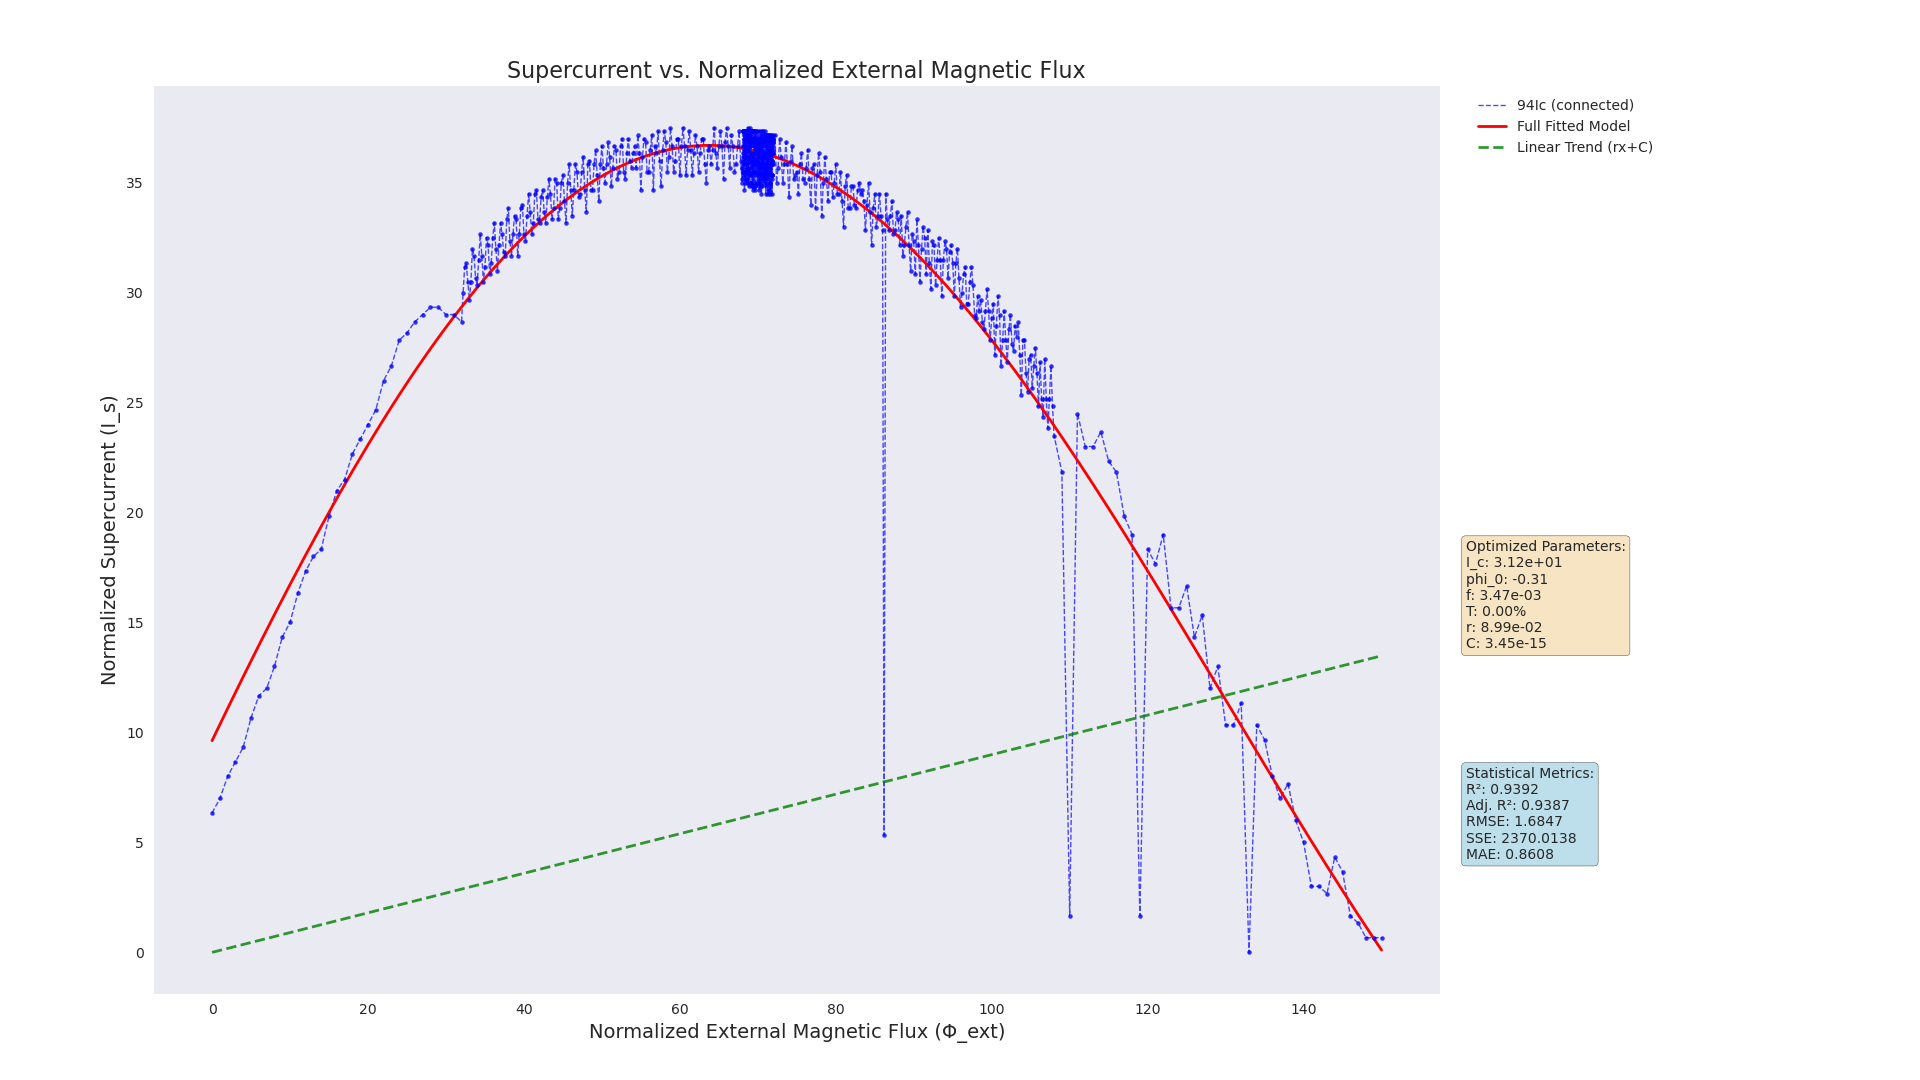 Supercurrent vs. Normalized External Magnetic Flux
94Ic (connected)
Full Fitted Model
Linear Trend (rx+C)
Normalized Supercurrent (I_s)
35
30
25
20
15
10
5
0
0
20
40
60
80
100
120
140
Normalized External Magnetic Flux (Φ_ext)
Optimized Parameters:
I_c: 3.12e+01
phi_0: -0.31
f: 3.47e-03
T: 0.00%
r: 8.99e-02
C: 3.45e-15
Statistical Metrics:
R²: 0.9392
Adj. R²: 0.9387
RMSE: 1.6847
SSE: 2370.0138
MAE: 0.8608